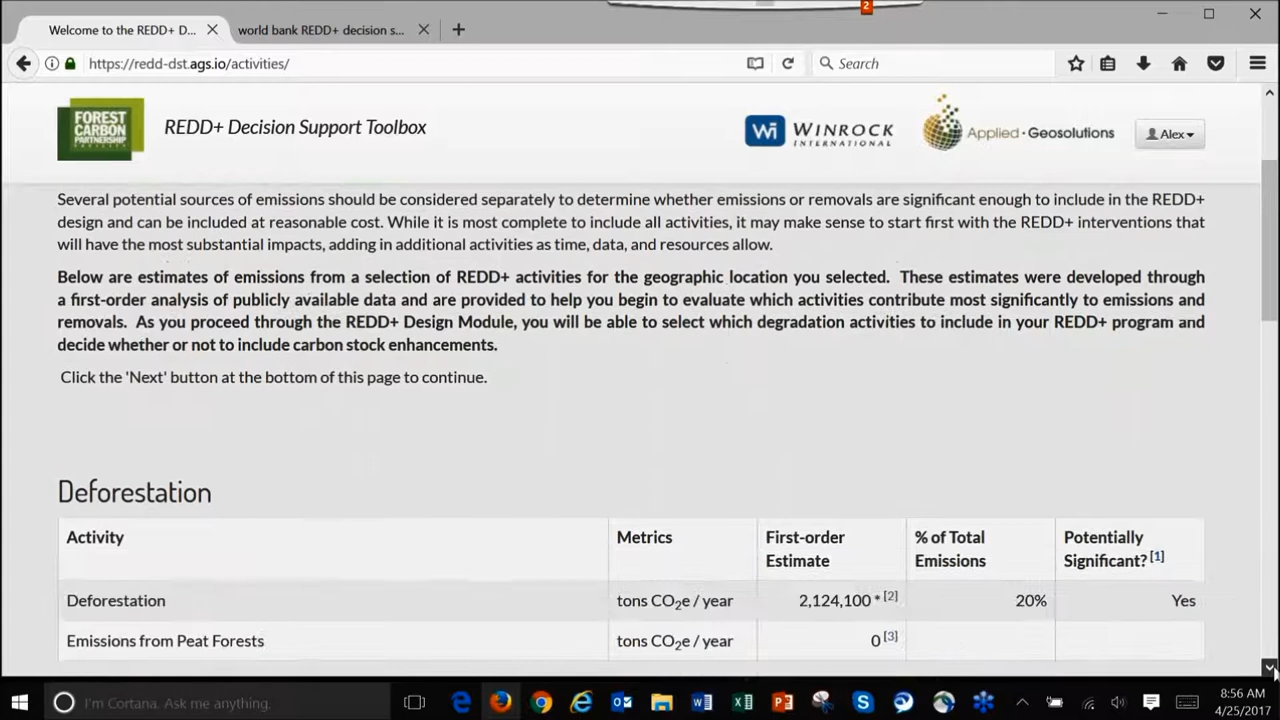 2
Welcome to the REDD+ D...
world bank REDD+ decision s...
https://redd-dst.ags.io/activities/
Search
FOREST
CARBON
PARTNERSHIP
REDD+ Decision Support Toolbox
Wi WINROCK
INTERNATIONAL
Applied · Geosolutions
Alex
Several potential sources of emissions should be considered separately to determine whether emissions or removals are significant enough to include in the REDD+
design and can be included at reasonable cost. While it is most complete to include all activities, it may make sense to start first with the REDD+ interventions that
will have the most substantial impacts, adding in additional activities as time, data, and resources allow.
Below are estimates of emissions from a selection of REDD+ activities for the geographic location you selected. These estimates were developed through
a first-order analysis of publicly available data and are provided to help you begin to evaluate which activities contribute most significantly to emissions and
removals. As you proceed through the REDD+ Design Module, you will be able to select which degradation activities to include in your REDD+ program and
decide whether or not to include carbon stock enhancements.
Click the 'Next' button at the bottom of this page to continue.
Deforestation
Activity Metrics First-order Estimate % of Total Emissions Potentially Significant? [1]
Deforestation tons CO2e / year 2,124,100 * [2] 20% Yes
Emissions from Peat Forests tons CO2e / year 0 [3]
I'm Cortana. Ask me anything.
8:56 AM
4/25/2017